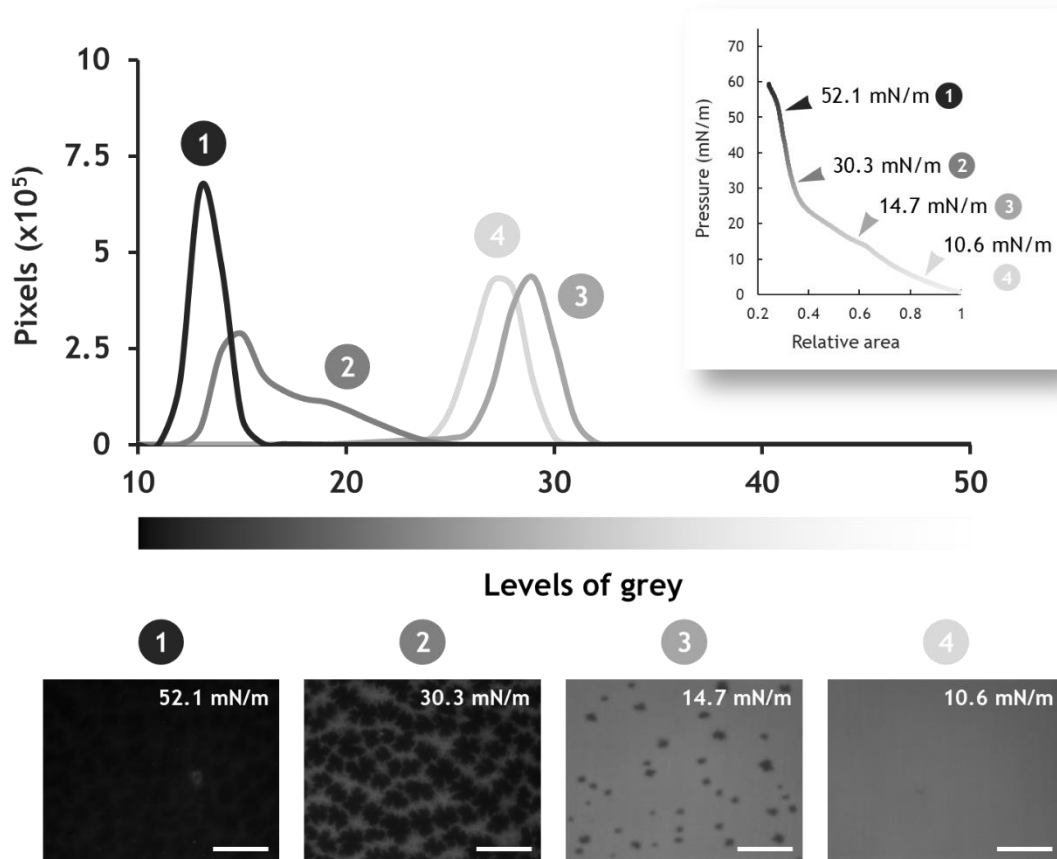 10
7.5
5
2.5
0
Pixels (x10⁵)
1
2
3
4
10 20 30 40 50
Levels of grey
70
60
50
40
30
20
10
0
Pressure (mN/m)
52.1 mN/m 1
30.3 mN/m 2
14.7 mN/m 3
10.6 mN/m
4
0.2 0.4 0.6 0.8 1
Relative area
1 2 3 4
52.1 mN/m 30.3 mN/m 14.7 mN/m 10.6 mN/m